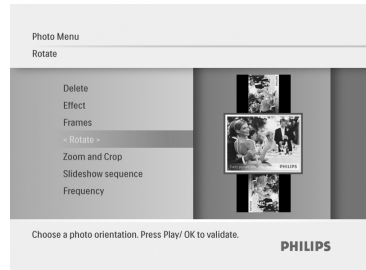 Photo Menu
Rotate
Delete
Effect
Frames
< Rotate >
Zoom and Crop
Slideshow sequence
Frequency
PHILIPS
Choose a photo orientation. Press Play/ OK to validate.
PHILIPS